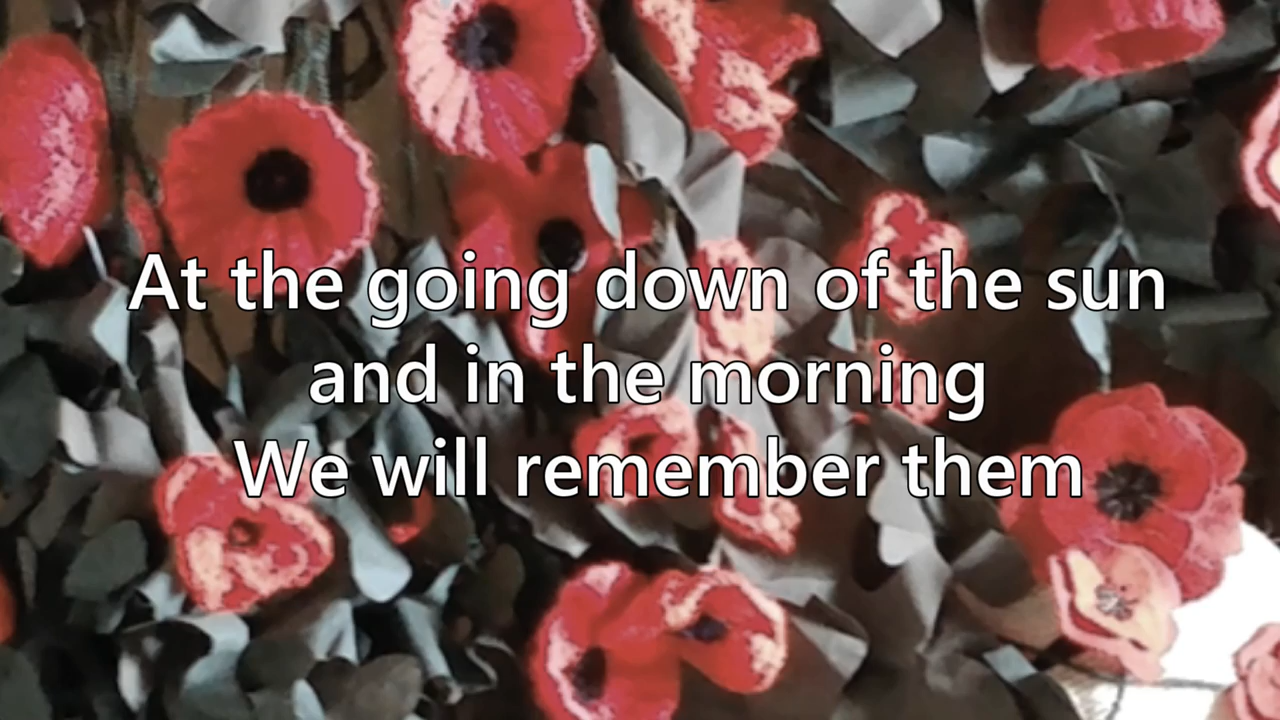 At the going down of the sun
and in the morning
We will remember them